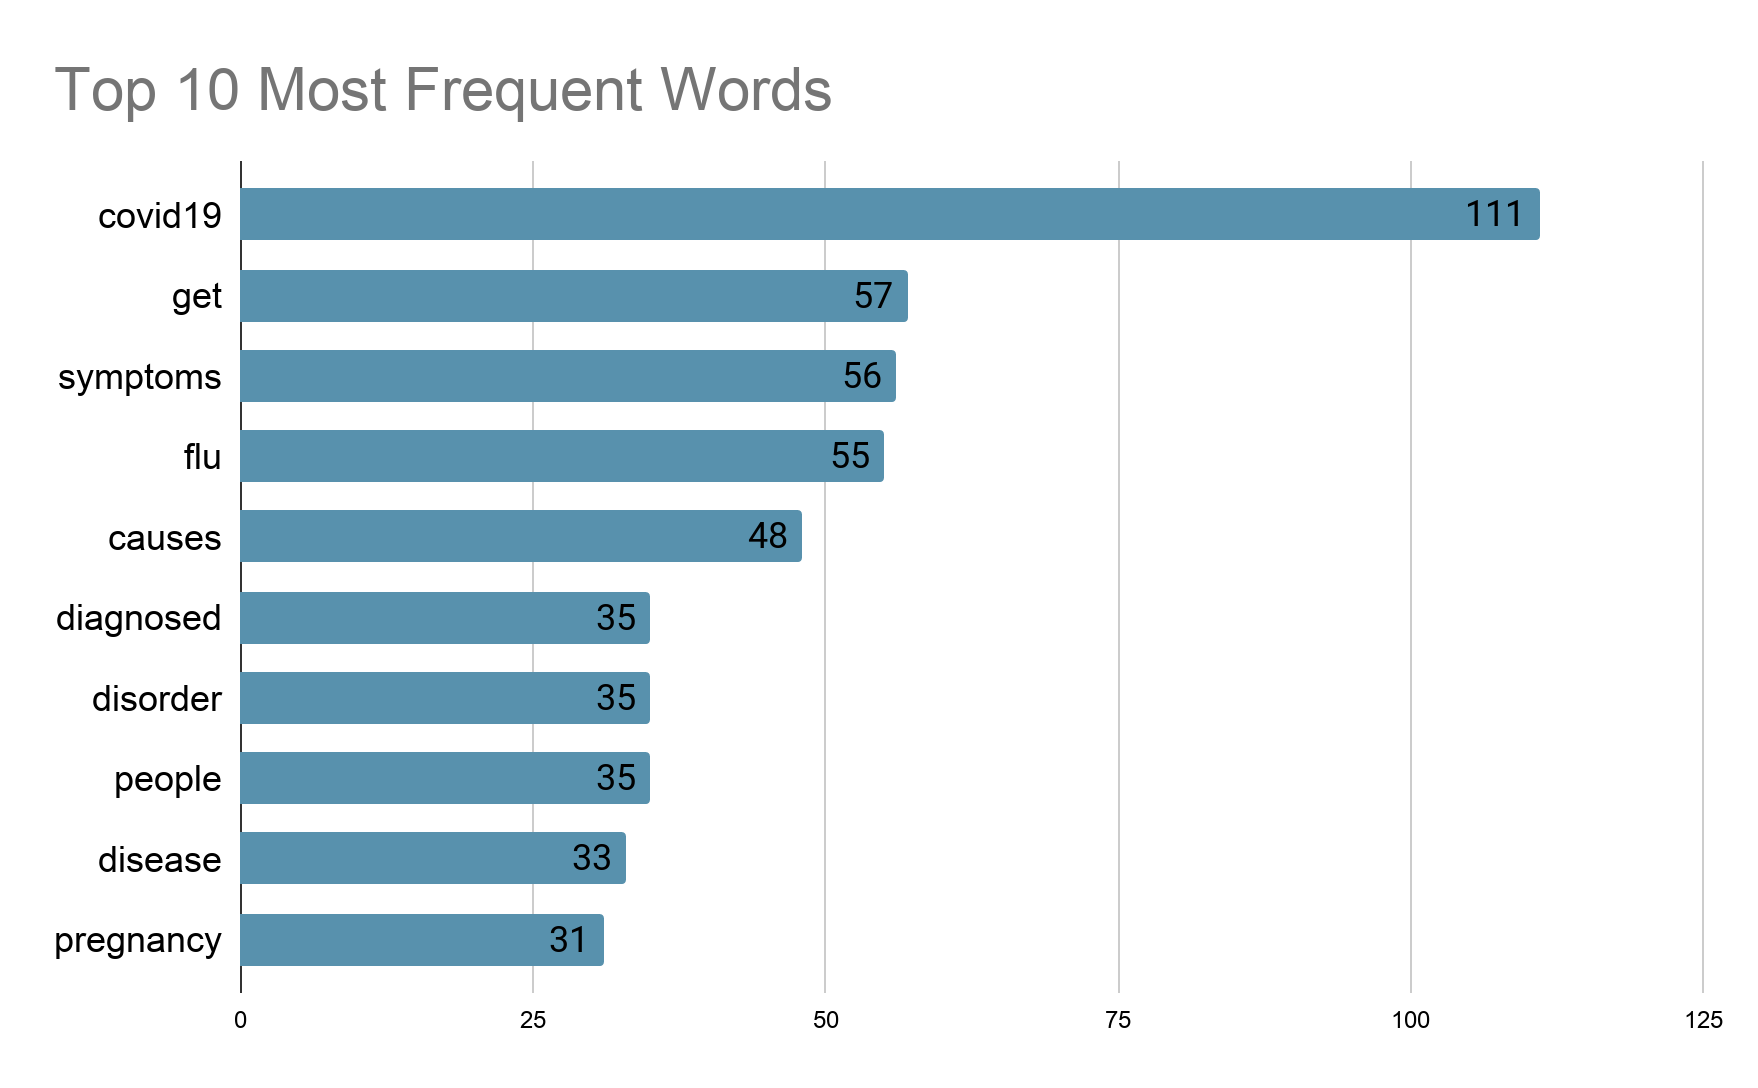 Top 10 Most Frequent Words
covid19 111
get 57
symptoms 56
flu 55
causes 48
diagnosed 35
disorder 35
people 35
disease 33
pregnancy 31
0 25 50 75 100 125